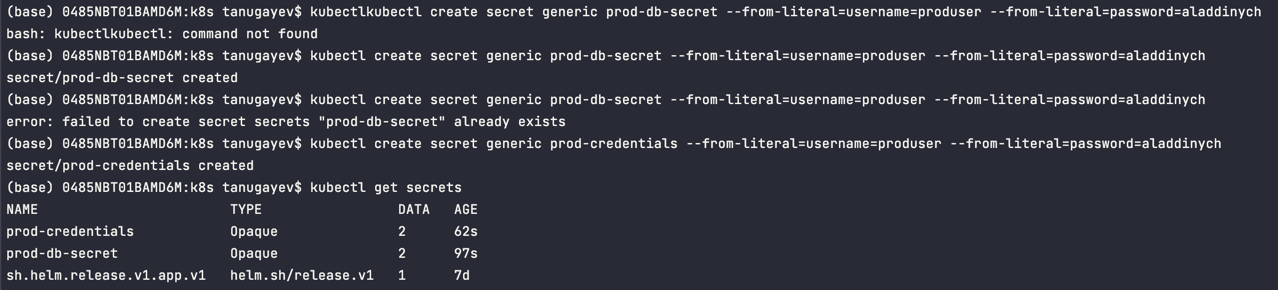 (base) 0485NBT01BAMD6M:k8s tanugayev$ kubectlkubectl create secret generic prod-db-secret --from-literal=username=produser --from-literal=password=aladdinych
bash: kubectlkubectl: command not found
(base) 0485NBT01BAMD6M:k8s tanugayev$ kubectl create secret generic prod-db-secret --from-literal=username=produser --from-literal=password=aladdinych
secret/prod-db-secret created
(base) 0485NBT01BAMD6M:k8s tanugayev$ kubectl create secret generic prod-db-secret --from-literal=username=produser --from-literal=password=aladdinych
error: failed to create secret secrets "prod-db-secret" already exists
(base) 0485NBT01BAMD6M:k8s tanugayev$ kubectl create secret generic prod-credentials --from-literal=username=produser --from-literal=password=aladdinych
secret/prod-credentials created
(base) 0485NBT01BAMD6M:k8s tanugayev$ kubectl get secrets
NAME                        TYPE                 DATA   AGE
prod-credentials            Opaque               2      62s
prod-db-secret              Opaque               2      97s
sh.helm.release.v1.app.v1   helm.sh/release.v1   1      7d